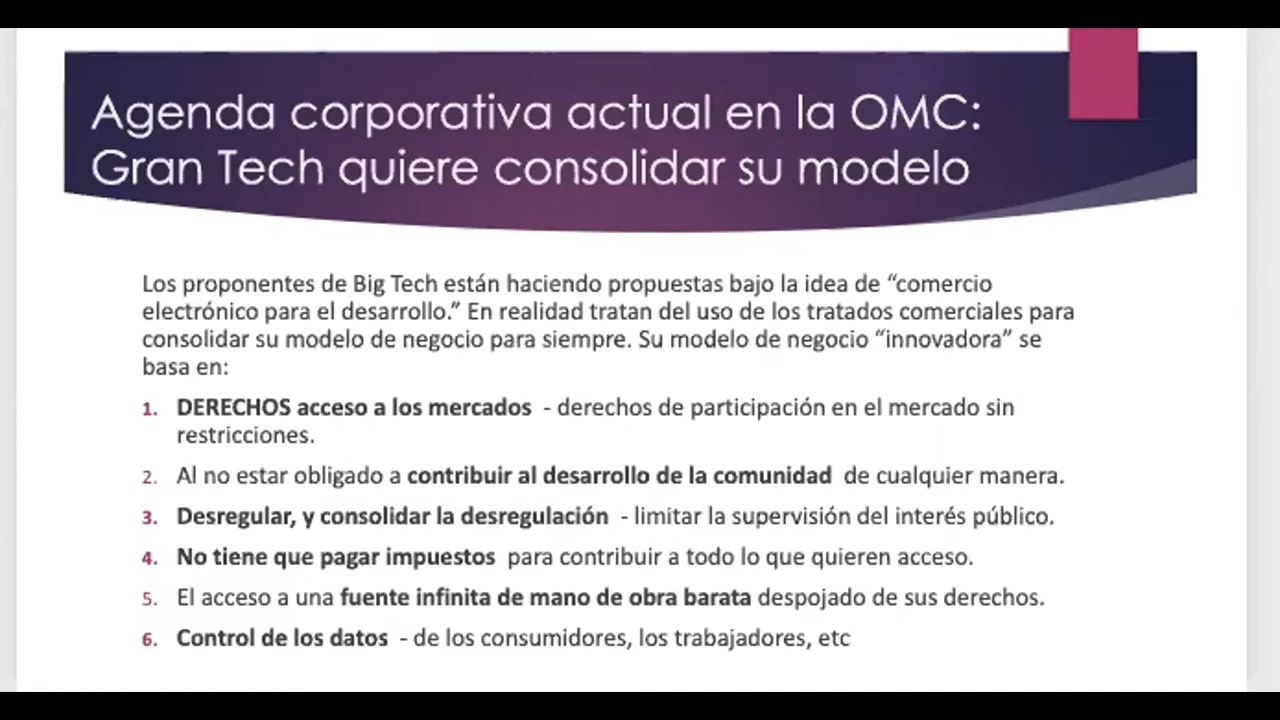 Agenda corporativa actual en la OMC:
Gran Tech quiere consolidar su modelo
Los proponentes de Big Tech están haciendo propuestas bajo la idea de “comercio
electrónico para el desarrollo.” En realidad tratan del uso de los tratados comerciales para
consolidar su modelo de negocio para siempre. Su modelo de negocio “innovadora” se
basa en:
1. DERECHOS acceso a los mercados - derechos de participación en el mercado sin
restricciones.
2. Al no estar obligado a contribuir al desarrollo de la comunidad de cualquier manera.
3. Desregular, y consolidar la desregulación - limitar la supervisión del interés público.
4. No tiene que pagar impuestos para contribuir a todo lo que quieren acceso.
5. El acceso a una fuente infinita de mano de obra barata despojado de sus derechos.
6. Control de los datos - de los consumidores, los trabajadores, etc